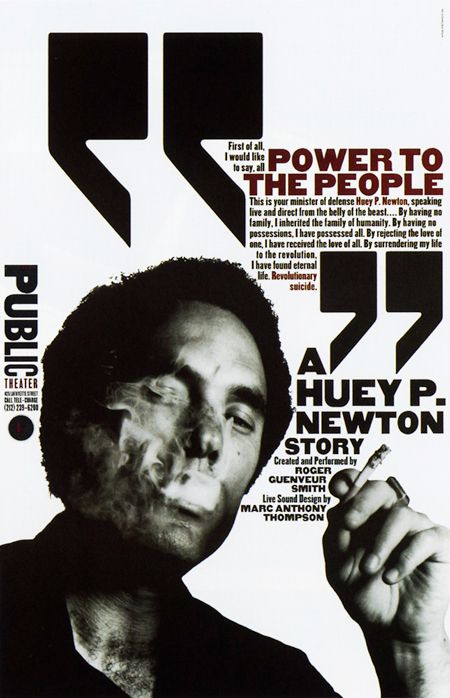 “
First of all,
I would like
to say, all POWER TO
THE PEOPLE
This is your minister of defense Huey P. Newton, speaking
live and direct from the belly of the beast.... By having no
family, I inherited the family of humanity. By having no
possessions, I have possessed all. By rejecting the love of
one, I have received the love of all. By surrendering my life
to the revolution,
I have found eternal
life. Revolutionary
suicide.
”
A
HUEY P.
NEWTON
STORY
Created and Performed by
ROGER
GUENVEUR
SMITH
Live Sound Design by
MARC ANTHONY
THOMPSON
PUBLIC
THEATER
425 LAFAYETTE STREET
CALL TELE-CHARGE
(212) 239-6200